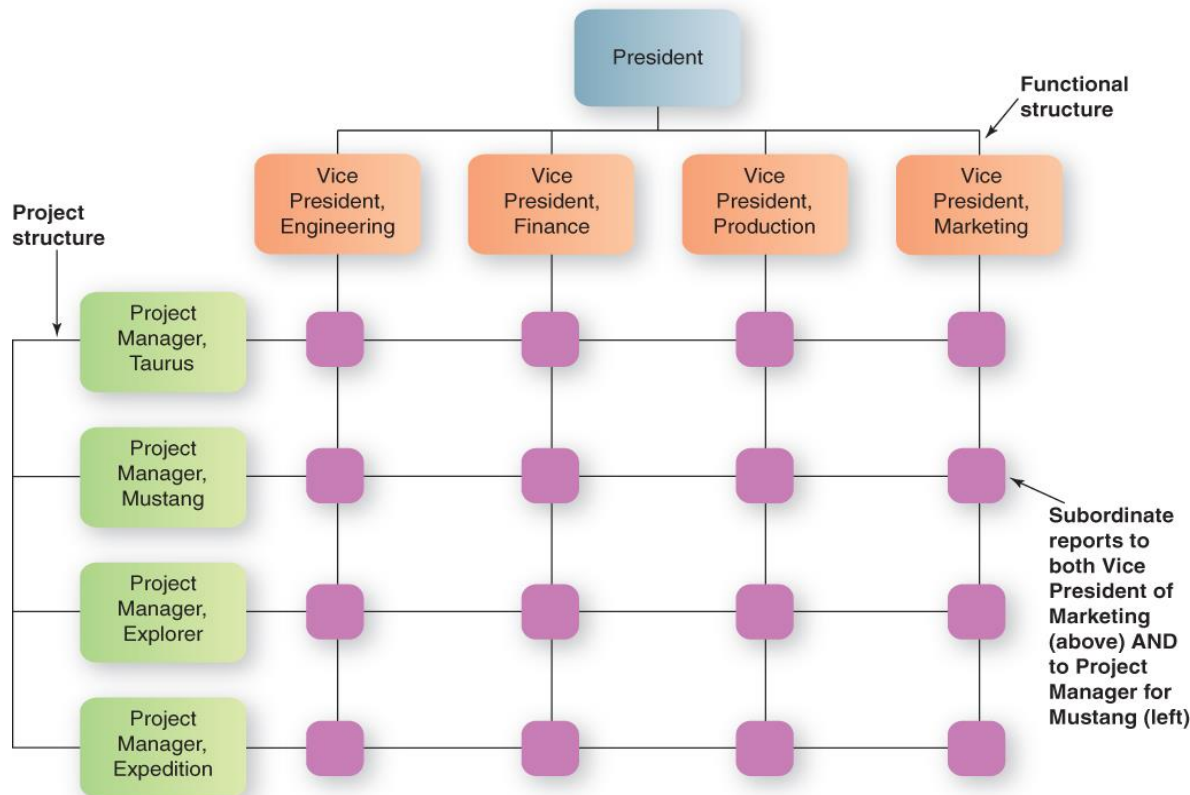 President
Functional
structure
Vice
President,
Engineering
Vice
President,
Finance
Vice
President,
Production
Vice
President,
Marketing
Project
structure
Project
Manager,
Taurus
Project
Manager,
Mustang
Subordinate
reports to
both Vice
President of
Marketing
(above) AND
to Project
Manager for
Mustang (left)
Project
Manager,
Explorer
Project
Manager,
Expedition